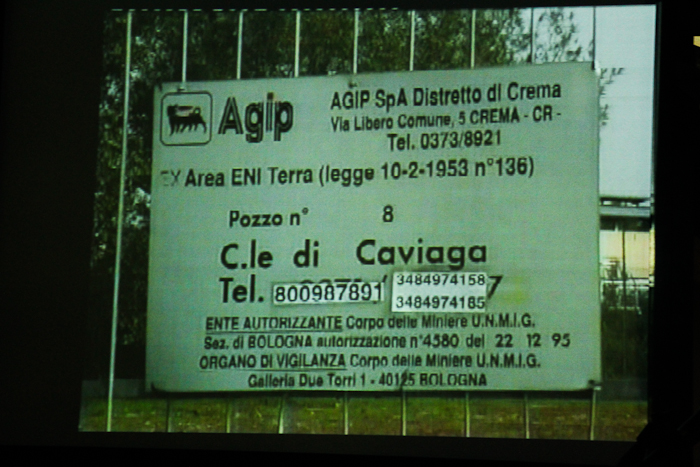 Agip
AGIP SpA Distretto di Crema
Via Libero Comune, 5 CREMA - CR -
Tel. 0373/8921
EX Area ENI Terra (legge 10-2-1953 n°136)
Pozzo n° 8
C.le di Caviaga
Tel. 800987891 3484974158
3484974185
ENTE AUTORIZZANTE Corpo delle Miniere U.N.M.I.G.
Sez. di BOLOGNA autorizzazione n°4580 del 22 12 95
ORGANO DI VIGILANZA Corpo delle Miniere U.N.M.I.G.
Galleria Due Torri 1 - 40125 BOLOGNA